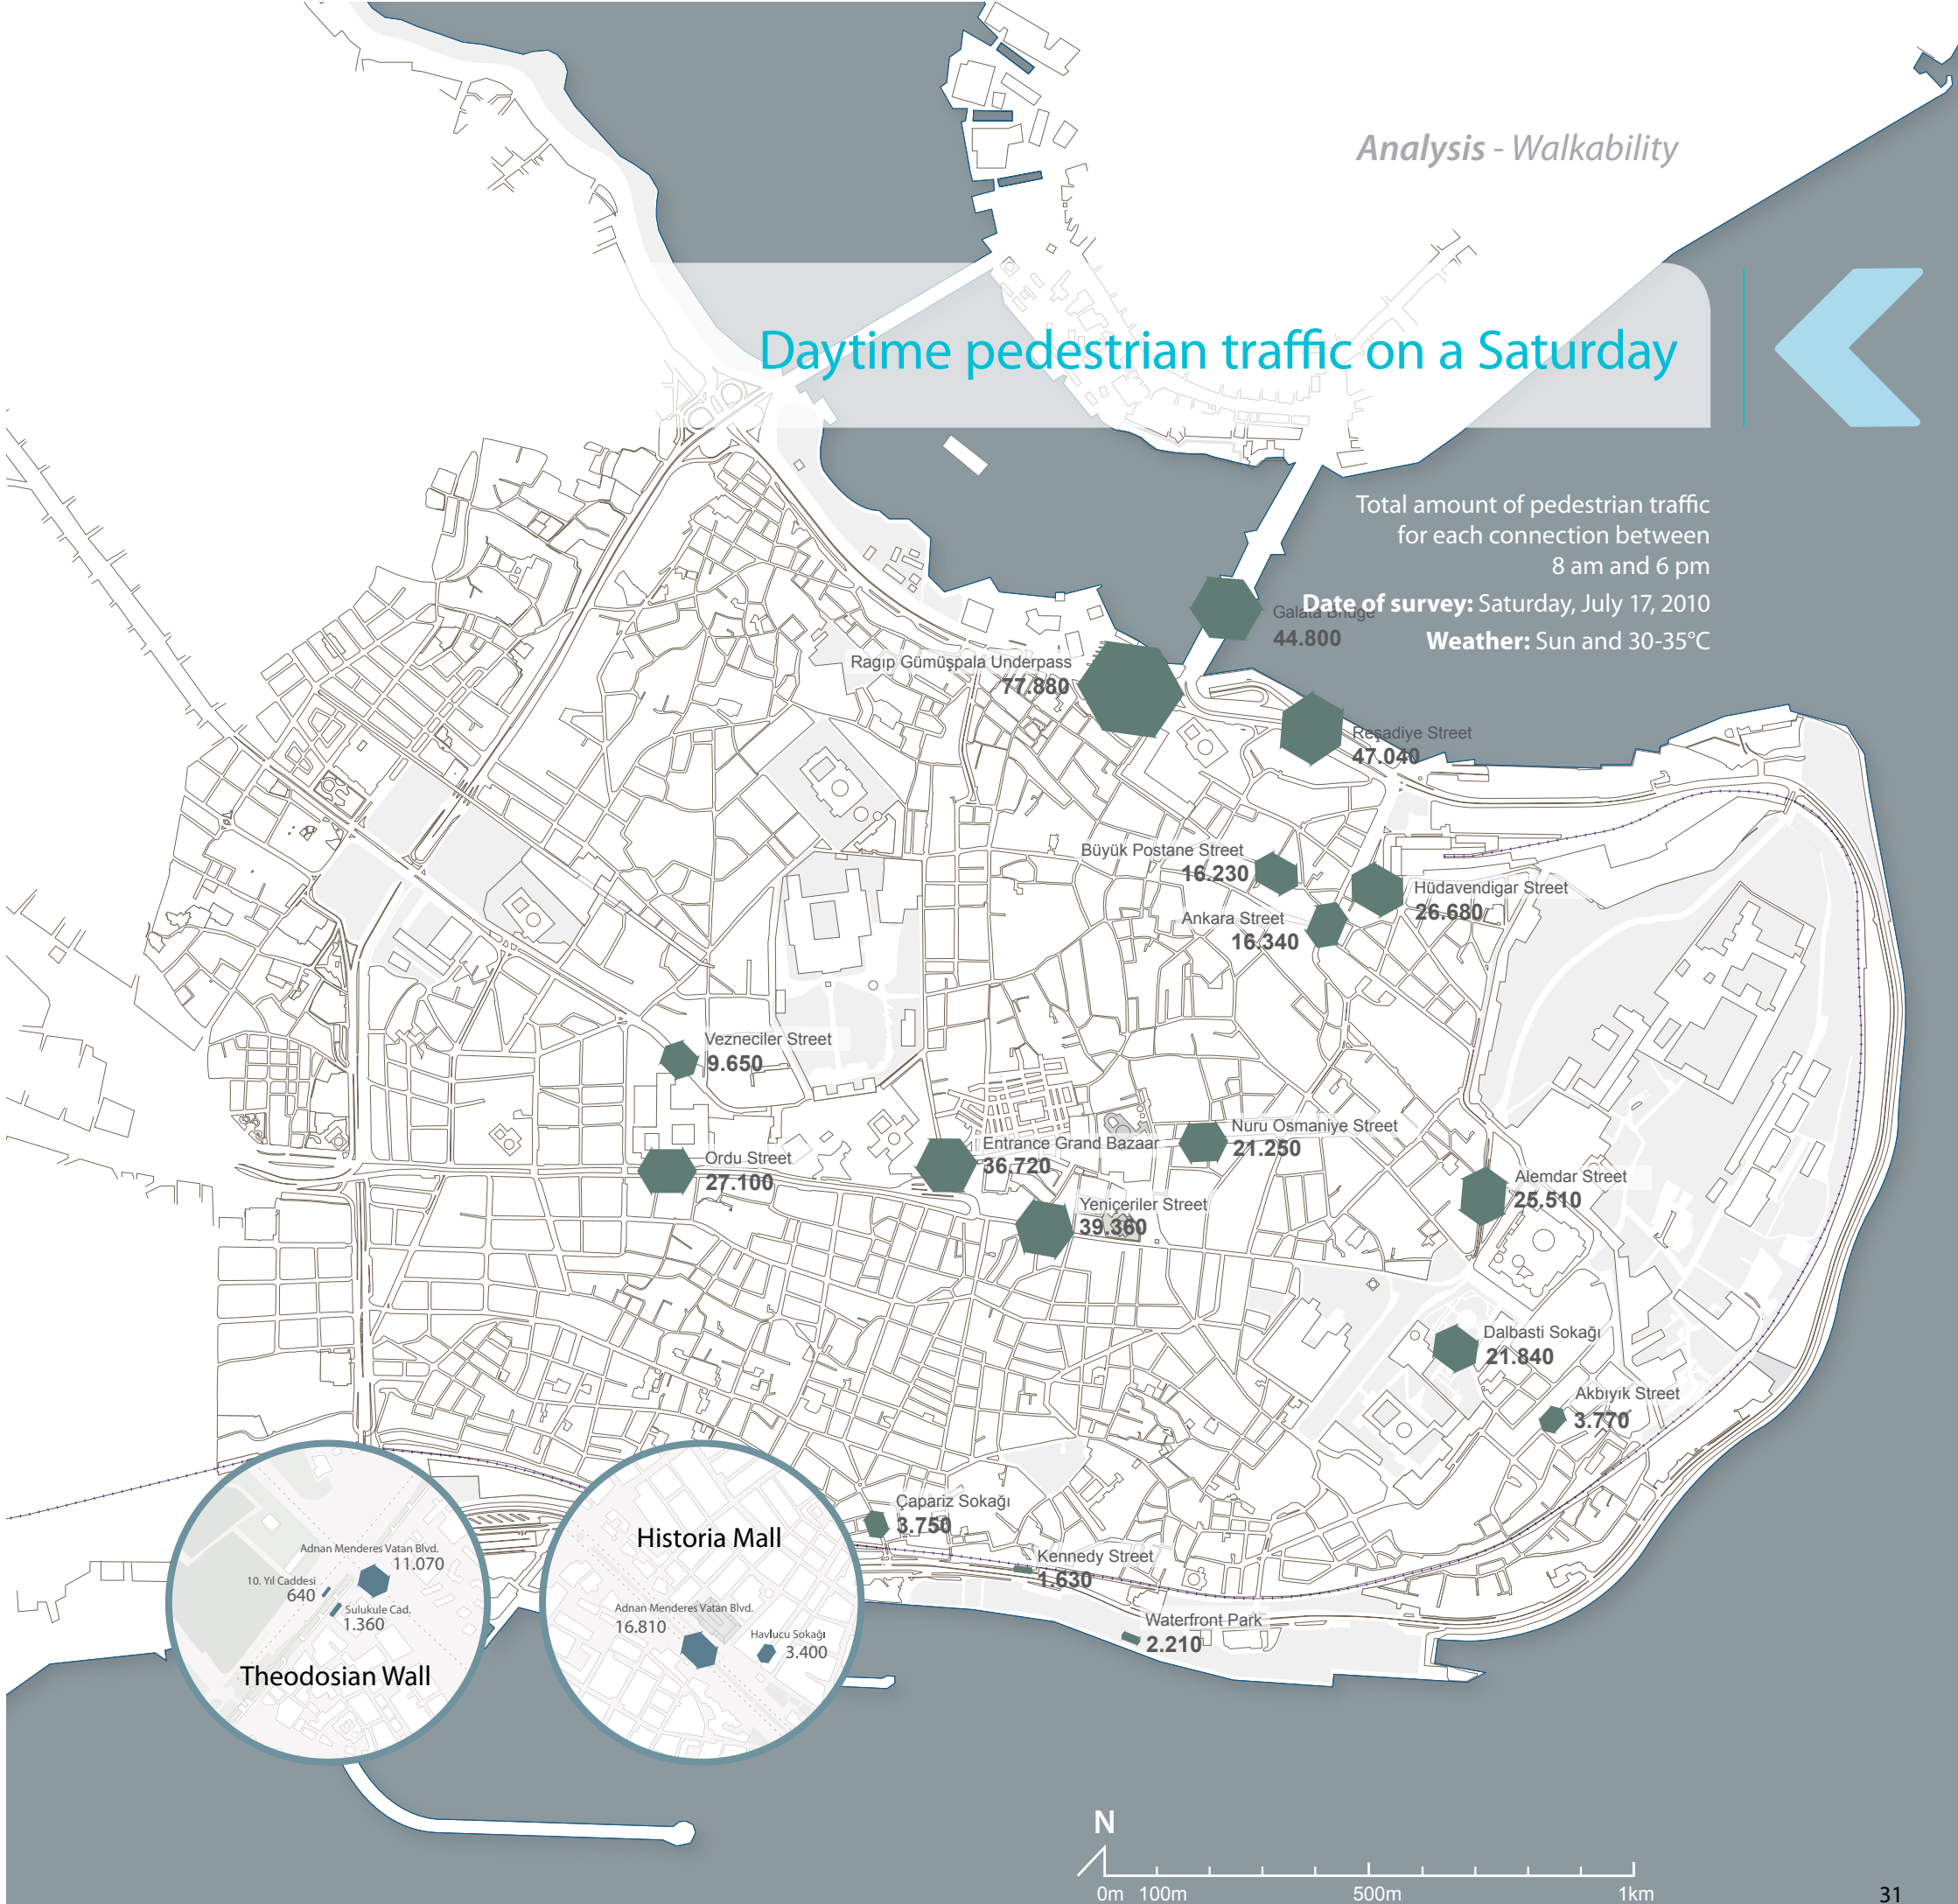 Analysis - Walkability
Daytime pedestrian traffic on a Saturday
Total amount of pedestrian traffic
for each connection between
8 am and 6 pm
Date of survey: Saturday, July 17, 2010
Weather: Sun and 30-35°C
Galata Bridge
44.800
Ragıp Gümüşpala Underpass
77.880
Reşadiye Street
47.040
Büyük Postane Street
16.230
Hüdavendigar Street
26.680
Ankara Street
16.340
Vezneciler Street
9.650
Nuru Osmaniye Street
21.250
Entrance Grand Bazaar
36.720
Ordu Street
27.100
Alemdar Street
25.510
Yeniçeriler Street
39.360
Dalbasti Sokağı
21.840
Akbıyık Street
3.770
Çapariz Sokağı
3.750
Kennedy Street
1.630
Waterfront Park
2.210
Adnan Menderes Vatan Blvd.
11.070
10. Yıl Caddesi
640
Sulukule Cad.
1.360
Theodosian Wall
Historia Mall
Adnan Menderes Vatan Blvd.
16.810
Havlucu Sokağı
3.400
N
0m 100m 500m 1km
31